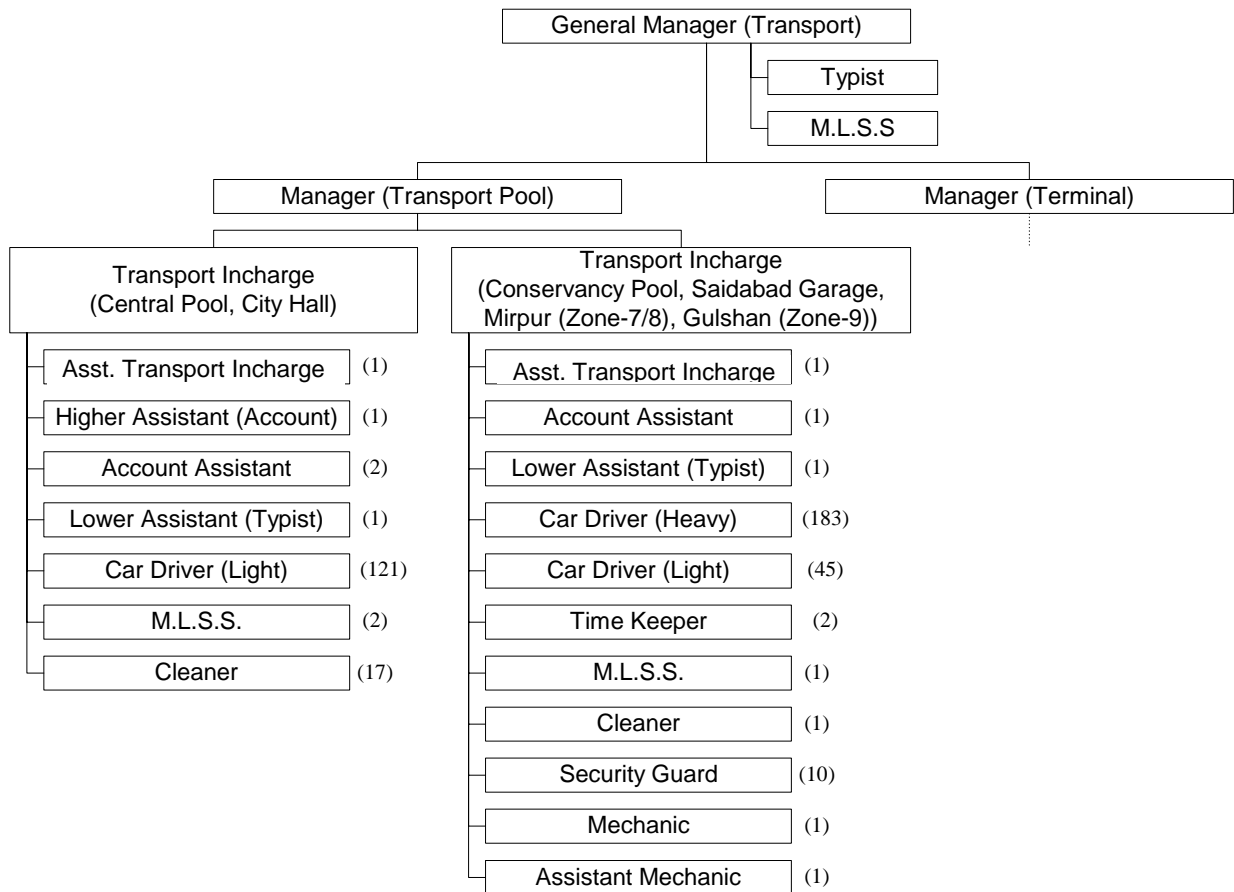 General Manager (Transport)
Typist
M.L.S.S
Manager (Transport Pool)
Manager (Terminal)
Transport Incharge
(Central Pool, City Hall)
Asst. Transport Incharge (1)
Higher Assistant (Account) (1)
Account Assistant (2)
Lower Assistant (Typist) (1)
Car Driver (Light) (121)
M.L.S.S. (2)
Cleaner (17)
Transport Incharge
(Conservancy Pool, Saidabad Garage,
Mirpur (Zone-7/8), Gulshan (Zone-9))
Asst. Transport Incharge (1)
Account Assistant (1)
Lower Assistant (Typist) (1)
Car Driver (Heavy) (183)
Car Driver (Light) (45)
Time Keeper (2)
M.L.S.S. (1)
Cleaner (1)
Security Guard (10)
Mechanic (1)
Assistant Mechanic (1)